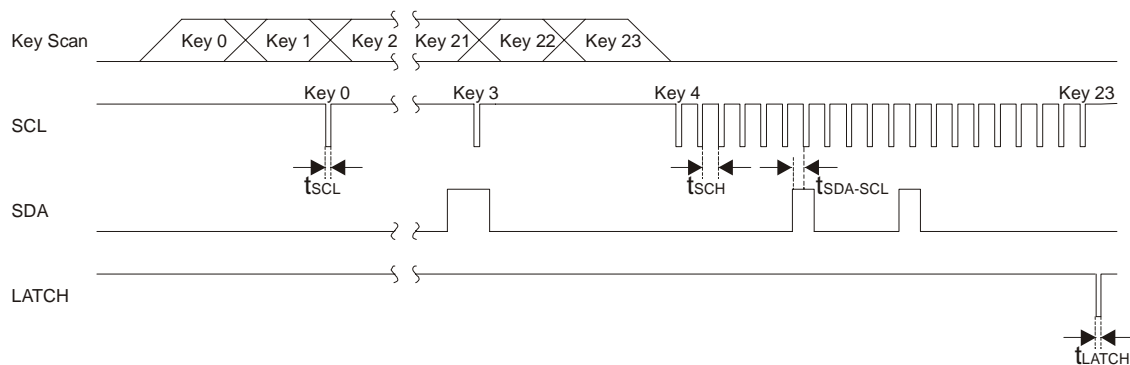 Key Scan
Key 0 Key 1 Key 2 Key 21 Key 22 Key 23
Key 0 Key 3 Key 4 Key 23
SCL
tSCL tSCH tSDA-SCL
SDA
LATCH
tLATCH